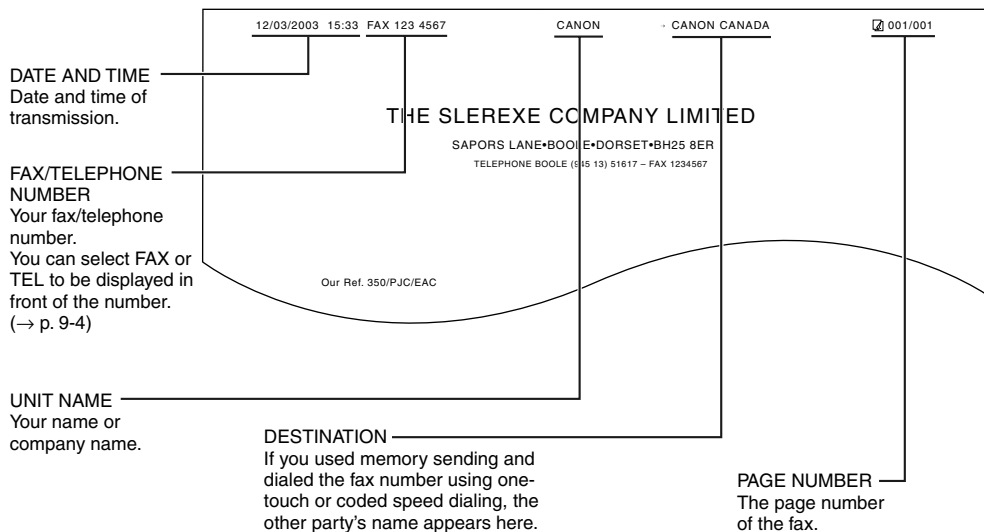 12/03/2003 15:33 FAX 123 4567 CANON → CANON CANADA 001/001
DATE AND TIME
Date and time of
transmission.
THE SLEREXE COMPANY LIMITED
SAPORS LANE•BOOLE•DORSET•BH25 8ER
TELEPHONE BOOLE (945 13) 51617 – FAX 1234567
FAX/TELEPHONE
NUMBER
Your fax/telephone
number.
You can select FAX or
TEL to be displayed in
front of the number.
(→ p. 9-4)
Our Ref. 350/PJC/EAC
UNIT NAME
Your name or
company name.
DESTINATION
If you used memory sending and
dialed the fax number using one-
touch or coded speed dialing, the
other party's name appears here.
PAGE NUMBER
The page number
of the fax.